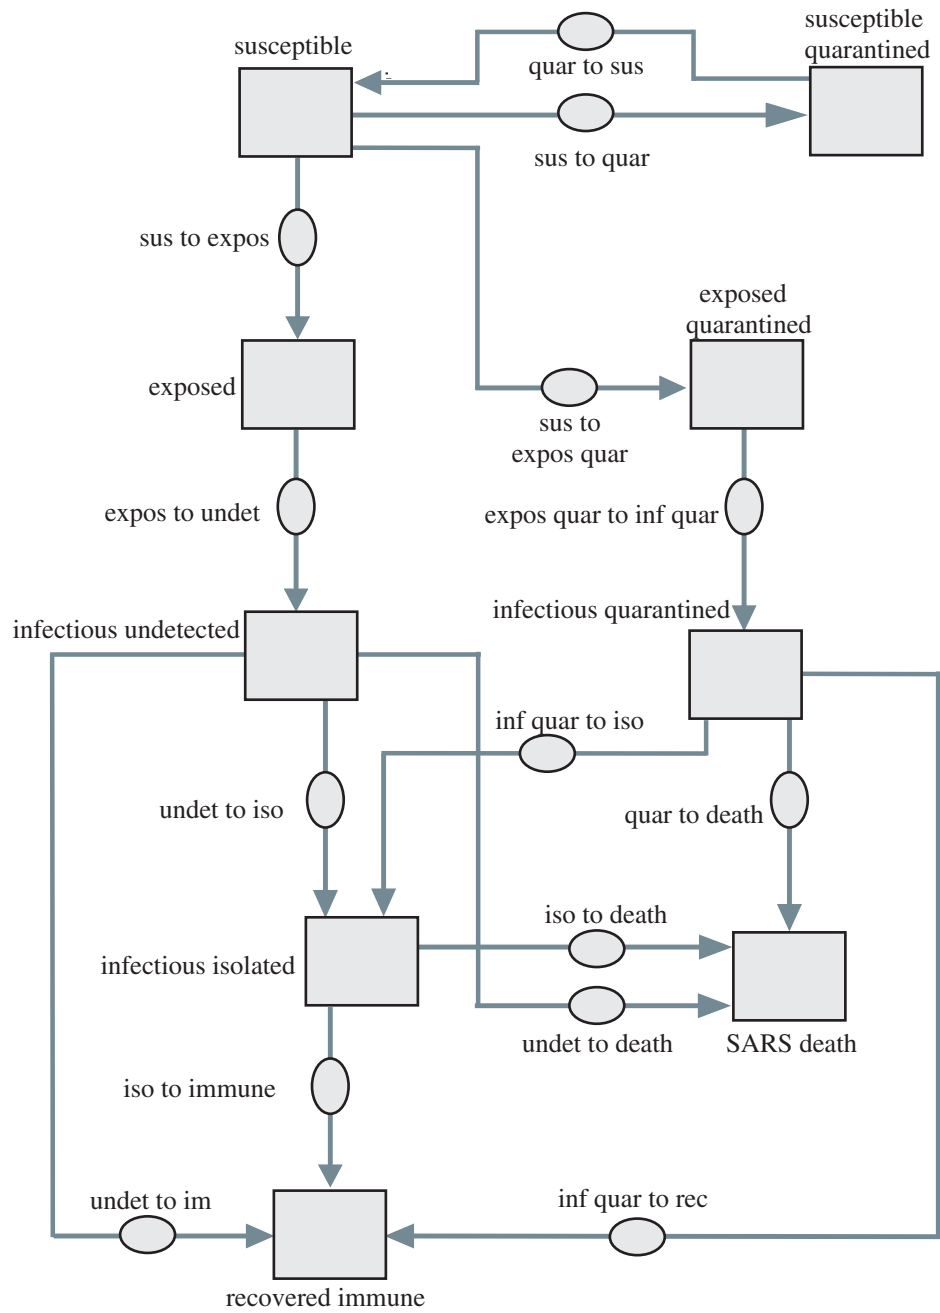 susceptible
susceptible
quarantined
quar to sus
sus to quar
sus to expos
exposed
quarantined
exposed
sus to
expos quar
expos to undet
expos quar to inf quar
infectious undetected
infectious quarantined
inf quar to iso
undet to iso
quar to death
iso to death
infectious isolated
undet to death
SARS death
iso to immune
undet to im
inf quar to rec
recovered immune